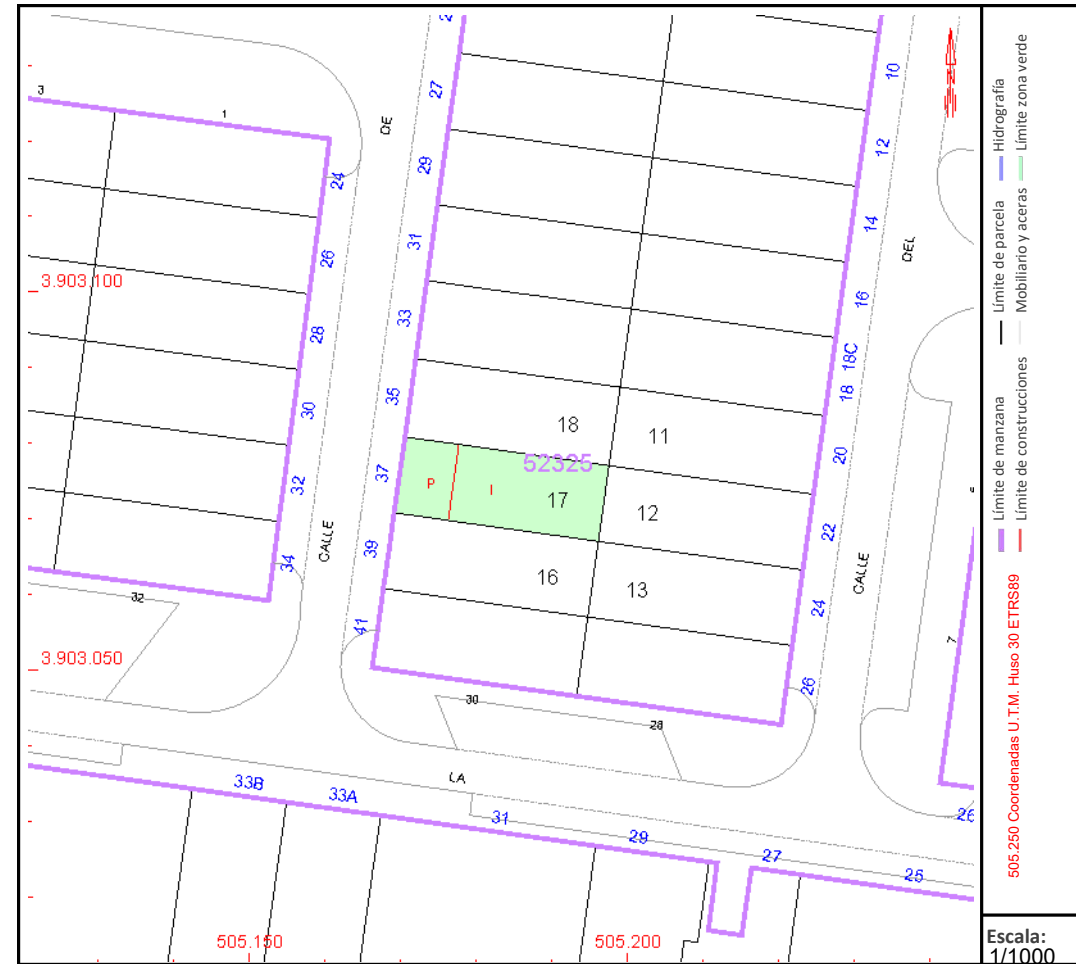 27
10
3
1
DE
12
29
24
14
31
26
DEL
3.903.100
16
33
28
18C
35
18
30
18
11
20
52325
37
P
I
17
12
32
22
CALLE
39
CALLE
34
16
13
24
32
41
7
3.903.050
26
30
28
LA
33B
33A
31
26
29
27
25
505.150
505.200
Hidrografía
Límite zona verde
Límite de parcela
Mobiliario y aceras
Límite de manzana
Límite de construcciones
505.250 Coordenadas U.T.M. Huso 30 ETRS89
Escala:
1/1000